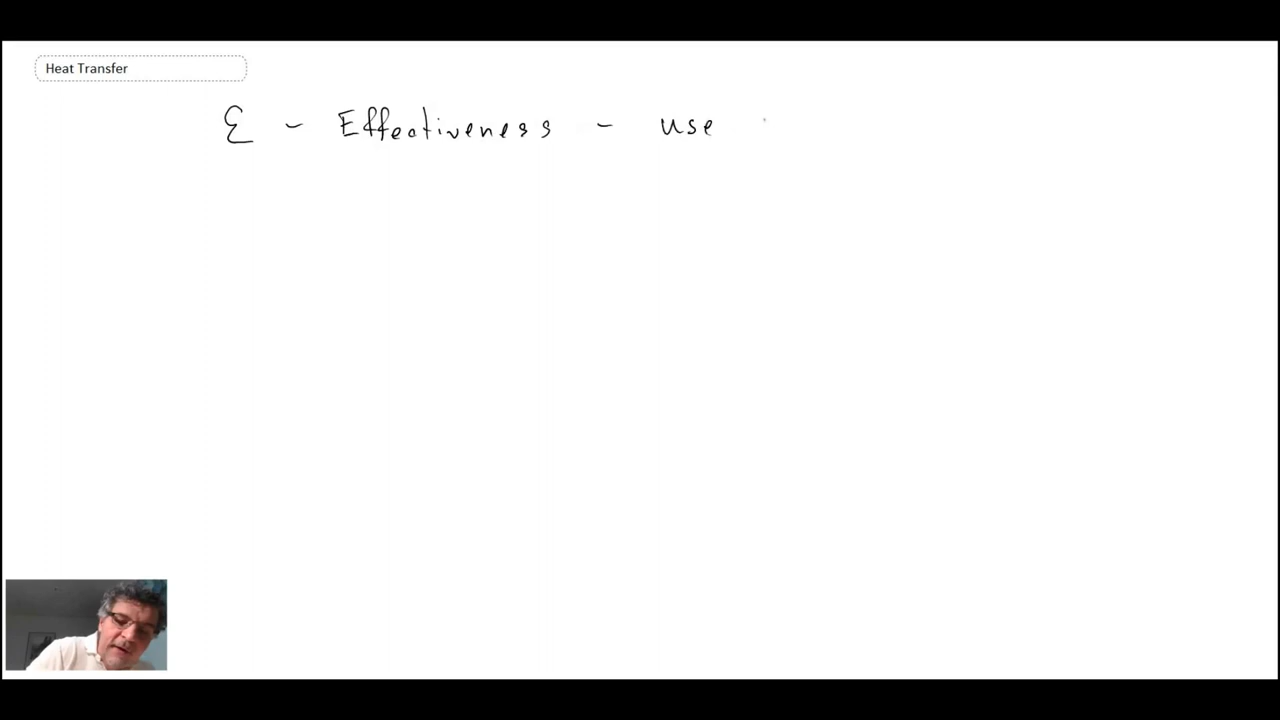 Heat Transfer
ε - Effectiveness - use